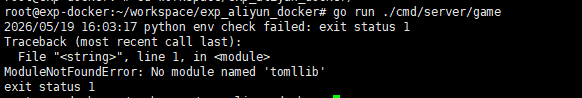 root@exp-docker:~/workspace/exp_aliyun_docker# go run ./cmd/server/game
2026/05/19 16:03:17 python env check failed: exit status 1
Traceback (most recent call last):
  File "<string>", line 1, in <module>
ModuleNotFoundError: No module named 'tomllib'
exit status 1